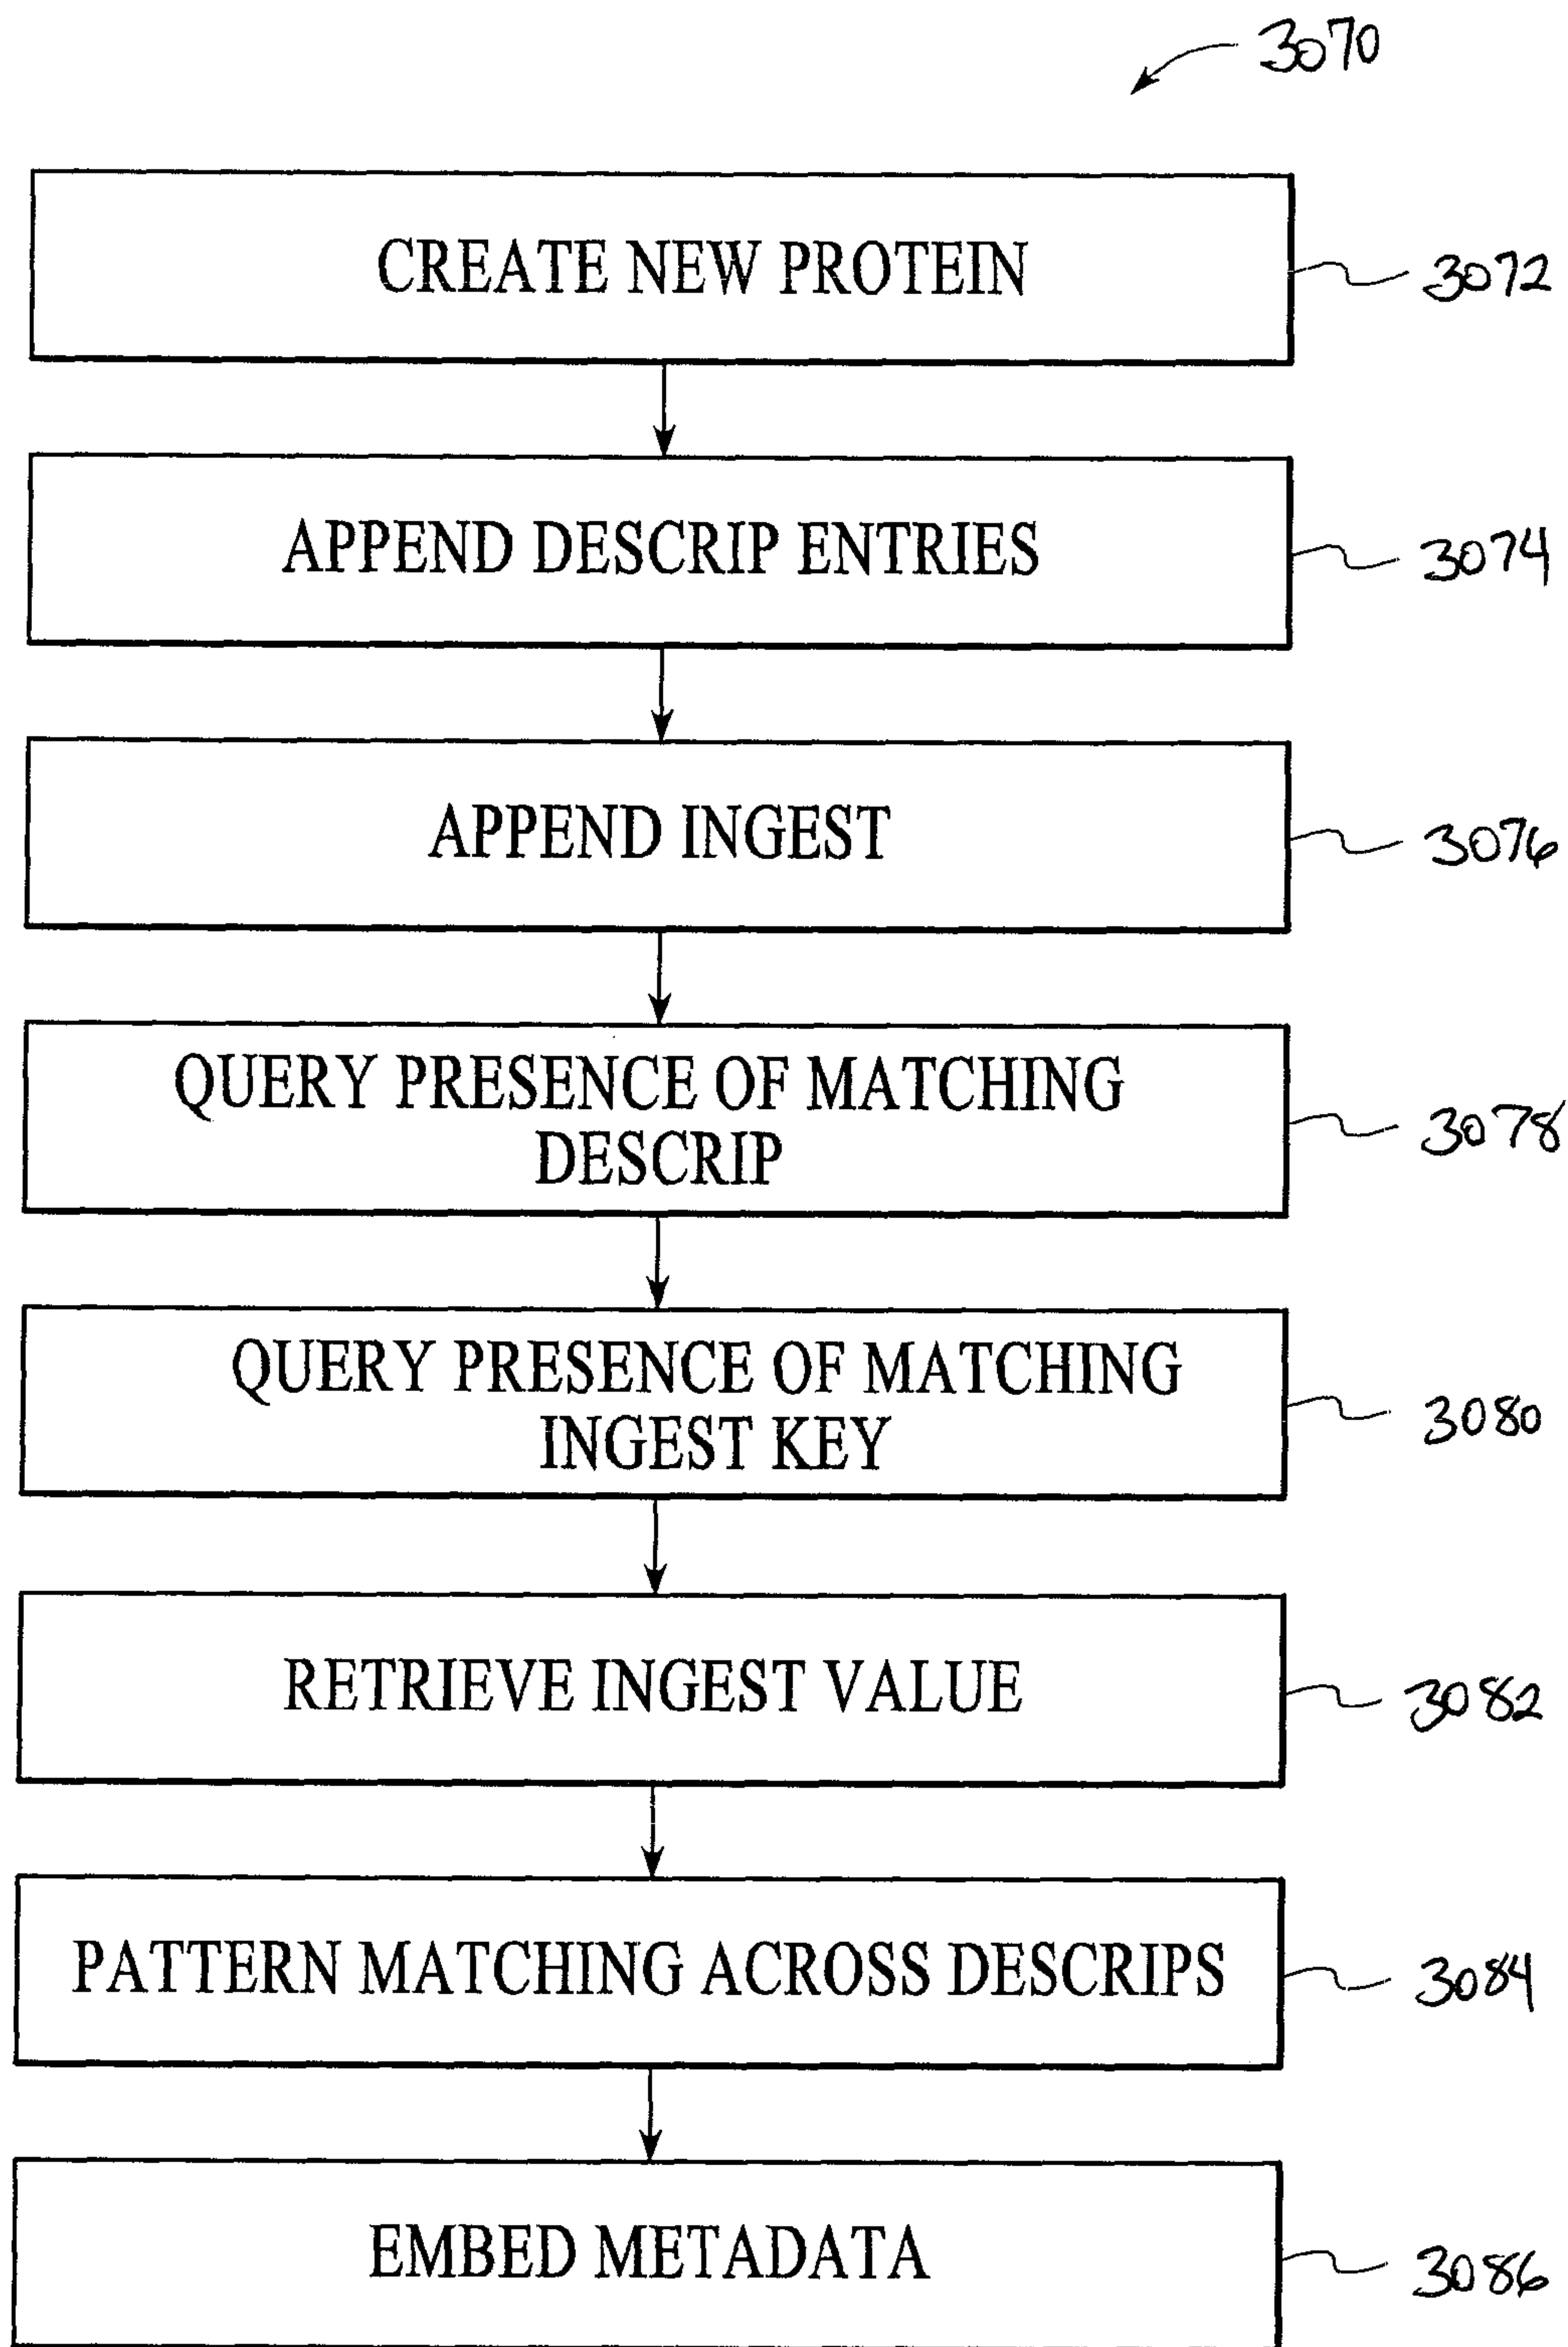 3070
CREATE NEW PROTEIN
3072
APPEND DESCRIP ENTRIES
3074
APPEND INGEST
3076
QUERY PRESENCE OF MATCHING
DESCRIP
3078
QUERY PRESENCE OF MATCHING
INGEST KEY
3080
RETRIEVE INGEST VALUE
3082
PATTERN MATCHING ACROSS DESCRIPS
3084
EMBED METADATA
3086